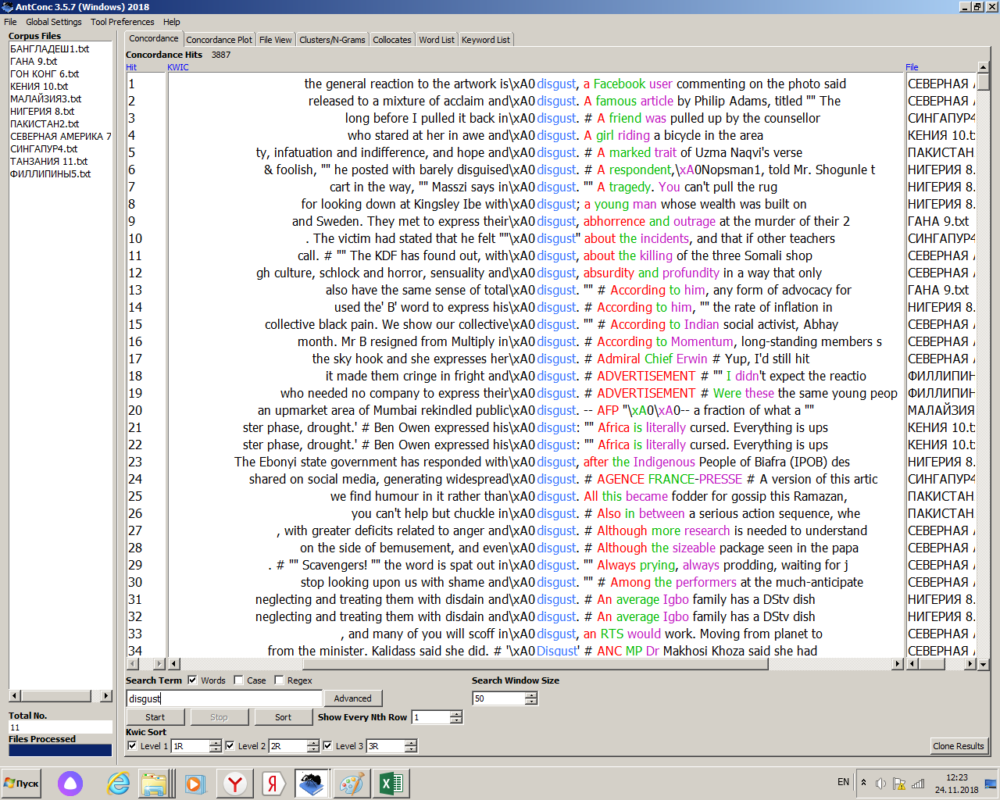 AntConc 3.5.7 (Windows) 2018
File Global Settings Tool Preferences Help
Corpus Files
БАНГЛАДЕШ1.txt
ГАНА 9.txt
ГОН КОНГ 6.txt
КЕНИЯ 10.txt
МАЛАЙЗИЯ3.txt
НИГЕРИЯ 8.txt
ПАКИСТАН2.txt
СЕВЕРНАЯ АМЕРИКА 7
СИНГАПУР4.txt
ТАНЗАНИЯ 11.txt
ФИЛЛИПИНЫ5.txt
Total No.
11
Files Processed
Concordance Concordance Plot File View Clusters/N-Grams Collocates Word List Keyword List
Concordance Hits 3887
Hit KWIC File
1 the general reaction to the artwork is\xA0disgust, a Facebook user commenting on the photo said СЕВЕРНАЯ А
2 released to a mixture of acclaim and\xA0disgust. A famous article by Philip Adams, titled "" The СЕВЕРНАЯ А
3 long before I pulled it back in\xA0disgust. # A friend was pulled up by the counsellor СИНГАПУР4
4 who stared at her in awe and\xA0disgust. A girl riding a bicycle in the area КЕНИЯ 10.t
5 ty, infatuation and indifference, and hope and\xA0disgust. # A marked trait of Uzma Naqvi's verse ПАКИСТАН
6 & foolish, "" he posted with barely disguised\xA0disgust. # A respondent,\xA0Nopsman1, told Mr. Shogunle t НИГЕРИЯ 8.
7 cart in the way, "" Masszi says in\xA0disgust. "" A tragedy. You can't pull the rug НИГЕРИЯ 8.
8 for looking down at Kingsley Ibe with\xA0disgust; a young man whose wealth was built on НИГЕРИЯ 8.
9 and Sweden. They met to express their\xA0disgust, abhorrence and outrage at the murder of their 2 ГАНА 9.txt
10 . The victim had stated that he felt ""\xA0disgust" about the incidents, and that if other teachers СИНГАПУР4
11 call. # "" The KDF has found out, with\xA0disgust, about the killing of the three Somali shop СЕВЕРНАЯ А
12 gh culture, schlock and horror, sensuality and\xA0disgust, absurdity and profundity in a way that only СЕВЕРНАЯ А
13 also have the same sense of total\xA0disgust. "" # According to him, any form of advocacy for ГАНА 9.txt
14 used the' B' word to express his\xA0disgust. # According to him, "" the rate of inflation in НИГЕРИЯ 8.
15 collective black pain. We show our collective\xA0disgust. "" # According to Indian social activist, Abhay СЕВЕРНАЯ А
16 month. Mr B resigned from Multiply in\xA0disgust. # According to Momentum, long-standing members s СЕВЕРНАЯ А
17 the sky hook and she expresses her\xA0disgust. # Admiral Chief Erwin # Yup, I'd still hit СЕВЕРНАЯ А
18 it made them cringe in fright and\xA0disgust. # ADVERTISEMENT # "" I didn't expect the reactio ФИЛЛИПИН
19 who needed no company to express their\xA0disgust. # ADVERTISEMENT # Were these the same young peop ФИЛЛИПИН
20 an upmarket area of Mumbai rekindled public\xA0disgust. -- AFP "\xA0\xA0-- a fraction of what a "" МАЛАЙЗИЯ
21 ster phase, drought.' # Ben Owen expressed his\xA0disgust: "" Africa is literally cursed. Everything is ups КЕНИЯ 10.t
22 ster phase, drought.' # Ben Owen expressed his\xA0disgust: "" Africa is literally cursed. Everything is ups КЕНИЯ 10.t
23 The Ebonyi state government has responded with\xA0disgust, after the Indigenous People of Biafra (IPOB) des НИГЕРИЯ 8.
24 shared on social media, generating widespread\xA0disgust. # AGENCE FRANCE-PRESSE # A version of this artic СИНГАПУР4
25 we find humour in it rather than\xA0disgust. All this became fodder for gossip this Ramazan, ПАКИСТАН
26 you can't help but chuckle in\xA0disgust. # Also in between a serious action sequence, whe ПАКИСТАН
27 , with greater deficits related to anger and\xA0disgust. # Although more research is needed to understand СЕВЕРНАЯ А
28 on the side of bemusement, and even\xA0disgust. # Although the sizeable package seen in the papa СЕВЕРНАЯ А
29 . # "" Scavengers! "" the word is spat out in\xA0disgust. "" Always prying, always prodding, waiting for j СЕВЕРНАЯ А
30 stop looking upon us with shame and\xA0disgust. "" # Among the performers at the much-anticipate СЕВЕРНАЯ А
31 neglecting and treating them with disdain and\xA0disgust. # An average Igbo family has a DStv dish НИГЕРИЯ 8.
32 neglecting and treating them with disdain and\xA0disgust. # An average Igbo family has a DStv dish НИГЕРИЯ 8.
33 , and many of you will scoff in\xA0disgust, an RTS would work. Moving from planet to СЕВЕРНАЯ А
34 from the minister. Kalidass said she did. # '\xA0Disgust' # ANC MP Dr Makhosi Khoza said she had СЕВЕРНАЯ А
Search Term Words Case Regex Search Window Size
disgust Advanced 50
Start Stop Sort Show Every Nth Row 1
Kwic Sort
Level 1 1R Level 2 2R Level 3 3R Clone Results
Пуск EN 12:23
24.11.2018